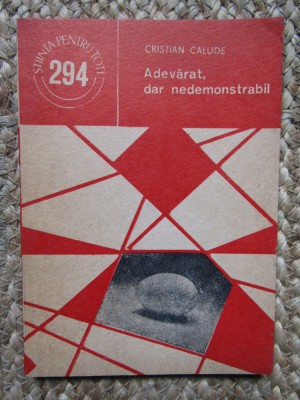 ȘTIINȚA PENTRU TOȚI
294
CRISTIAN CALUDE
Adevărat,
dar nedemonstrabil